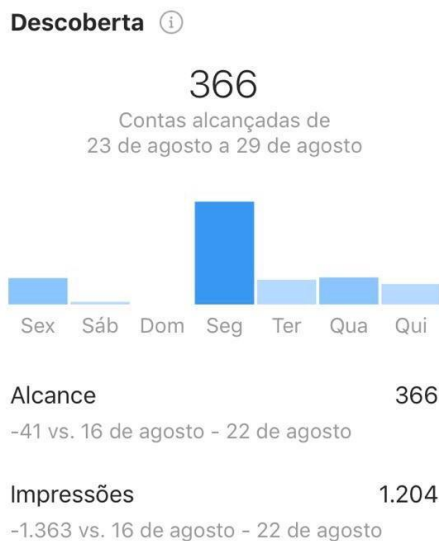 Descoberta
366
Contas alcançadas de
23 de agosto a 29 de agosto
Sex Sáb Dom Seg Ter Qua Qui
Alcance 366
-41 vs. 16 de agosto - 22 de agosto
Impressões 1.204
-1.363 vs. 16 de agosto - 22 de agosto